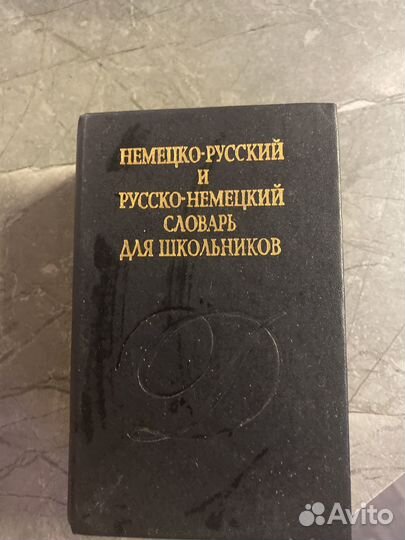 НЕМЕЦКО-РУССКИЙ
И
РУССКО-НЕМЕЦКИЙ
СЛОВАРЬ
ДЛЯ ШКОЛЬНИКОВ
Avito